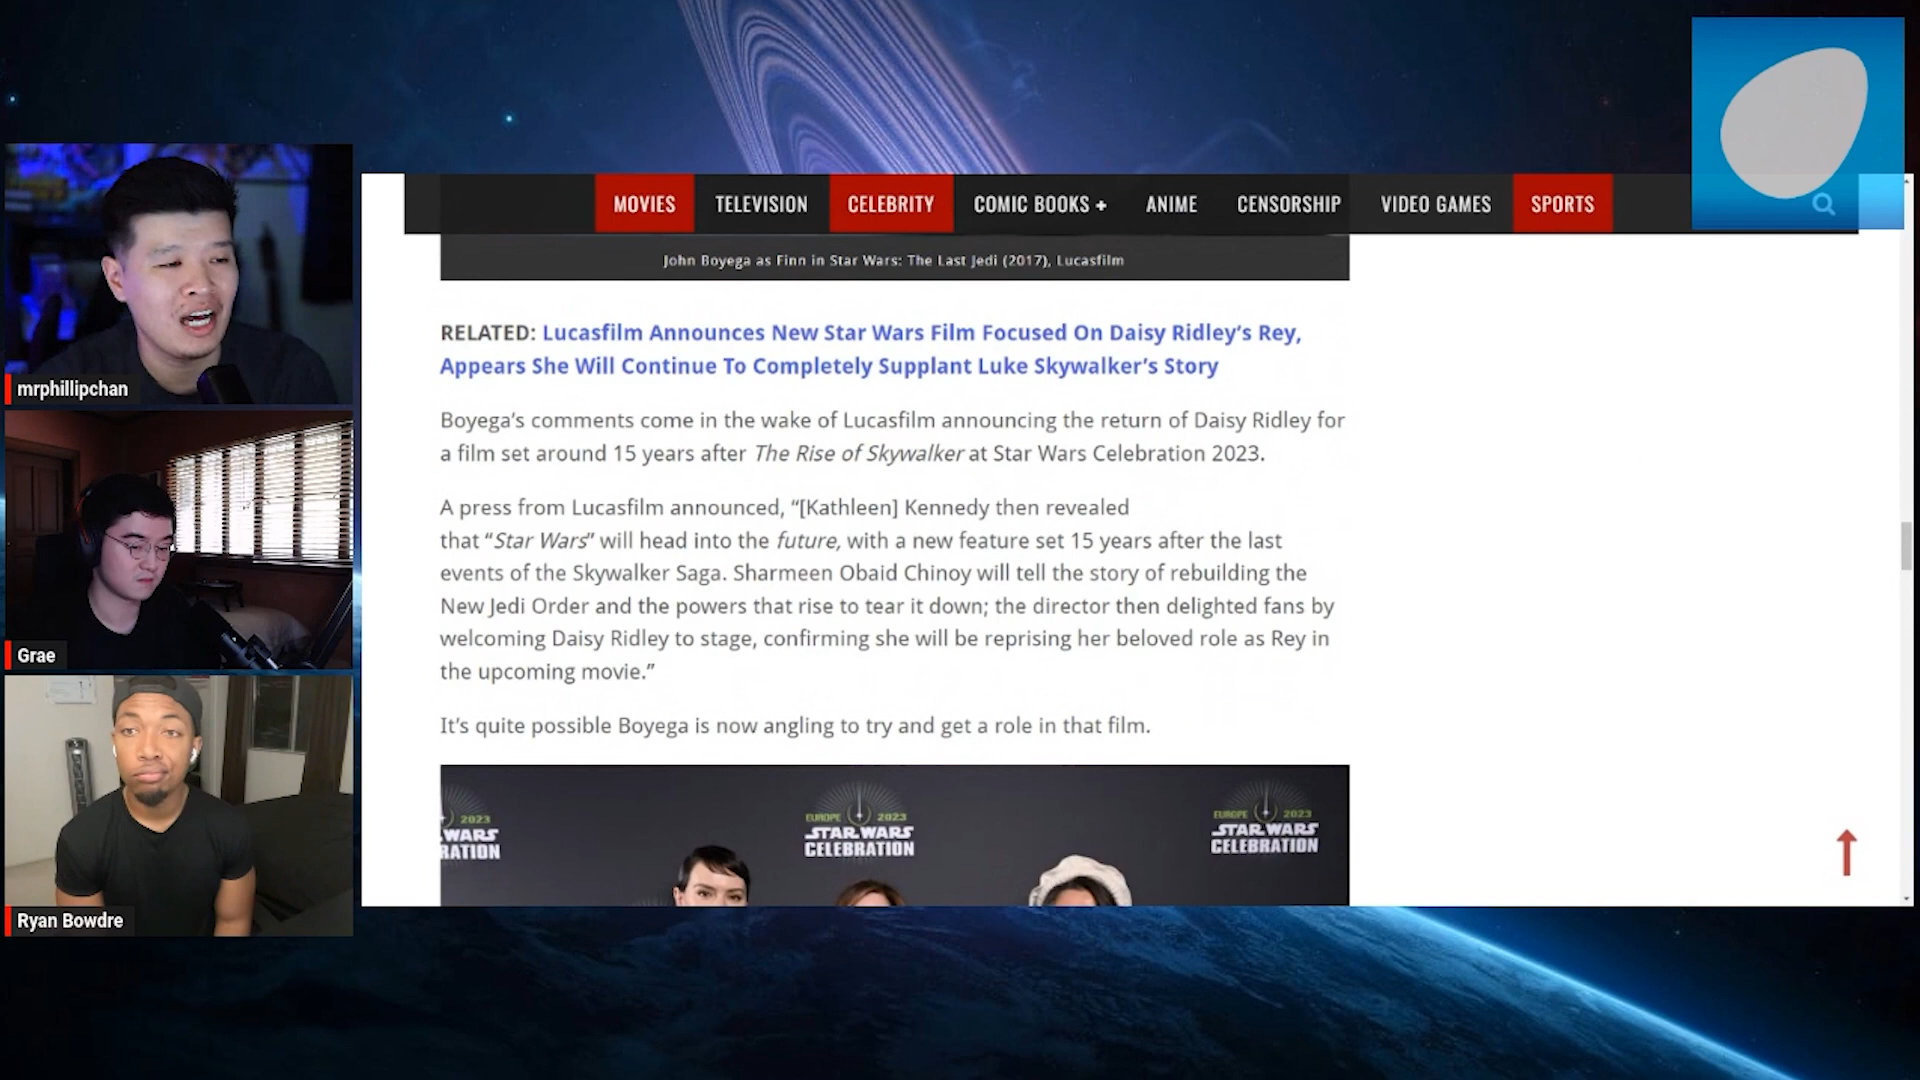 MOVIES TELEVISION CELEBRITY COMIC BOOKS + ANIME CENSORSHIP VIDEO GAMES SPORTS
John Boyega as Finn in Star Wars: The Last Jedi (2017), Lucasfilm
RELATED: Lucasfilm Announces New Star Wars Film Focused On Daisy Ridley’s Rey,
Appears She Will Continue To Completely Supplant Luke Skywalker’s Story
Boyega’s comments come in the wake of Lucasfilm announcing the return of Daisy Ridley for
a film set around 15 years after The Rise of Skywalker at Star Wars Celebration 2023.
A press from Lucasfilm announced, “[Kathleen] Kennedy then revealed
that “Star Wars” will head into the future, with a new feature set 15 years after the last
events of the Skywalker Saga. Sharmeen Obaid Chinoy will tell the story of rebuilding the
New Jedi Order and the powers that rise to tear it down; the director then delighted fans by
welcoming Daisy Ridley to stage, confirming she will be reprising her beloved role as Rey in
the upcoming movie.”
It’s quite possible Boyega is now angling to try and get a role in that film.
2023
WARS
RATION
EUROPE 2023
STAR WARS
CELEBRATION
EUROPE 2023
STAR WARS
CELEBRATION
mrphillipchan
Grae
Ryan Bowdre